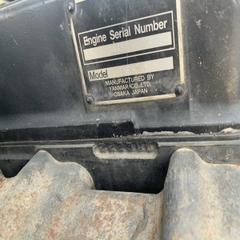 Engine Serial Number
Model
MANUFACTURED BY
YANMAR CO., LTD.
OSAKA JAPAN